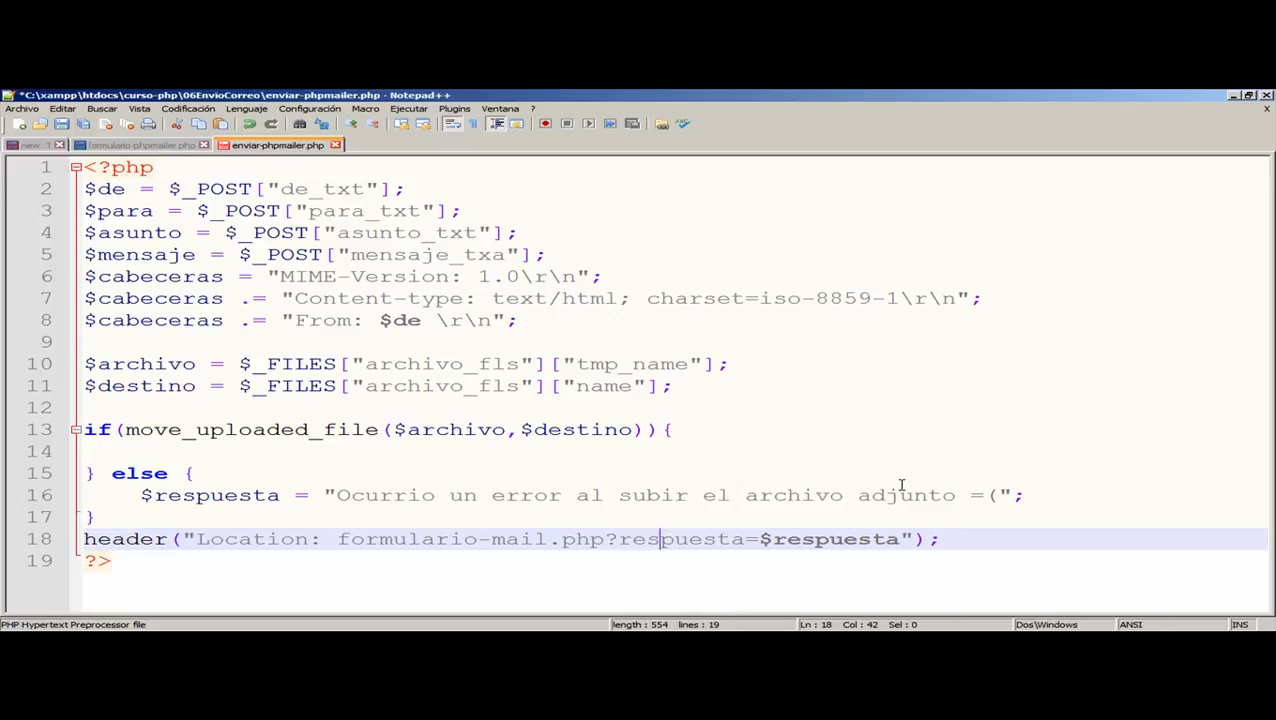 *C:\xampp\htdocs\curso-php\06EnvioCorreo\enviar-phpmailer.php - Notepad++
Archivo Editar Buscar Vista Codificación Lenguaje Configuración Macro Ejecutar Plugins Ventana ? X
new 1 formulario-phpmailer.php enviar-phpmailer.php
1 <?php
2 $de = $_POST["de_txt"];
3 $para = $_POST["para_txt"];
4 $asunto = $_POST["asunto_txt"];
5 $mensaje = $_POST["mensaje_txa"];
6 $cabeceras = "MIME-Version: 1.0\r\n";
7 $cabeceras .= "Content-type: text/html; charset=iso-8859-1\r\n";
8 $cabeceras .= "From: $de \r\n";
9
10 $archivo = $_FILES["archivo_fls"]["tmp_name"];
11 $destino = $_FILES["archivo_fls"]["name"];
12
13 if(move_uploaded_file($archivo,$destino)){
14
15 } else {
16 $respuesta = "Ocurrio un error al subir el archivo adjunto =(";
17 }
18 header("Location: formulario-mail.php?respuesta=$respuesta");
19 ?>
PHP Hypertext Preprocessor file length : 554 lines : 19 Ln : 18 Col : 42 Sel : 0 Dos\Windows ANSI INS